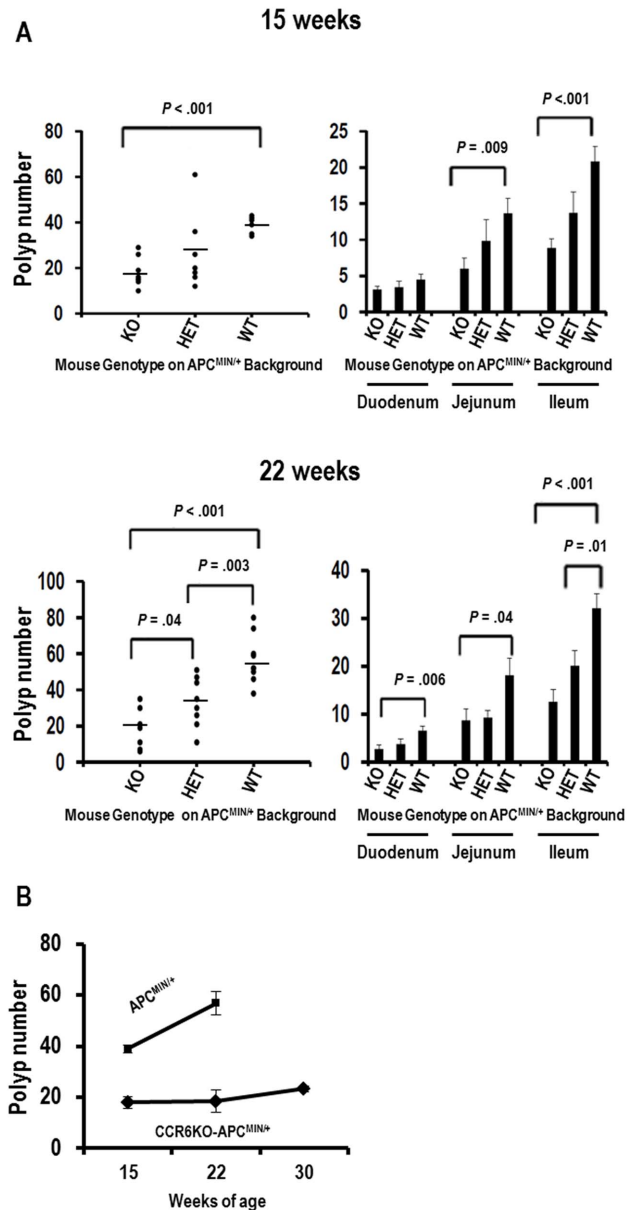 A
15 weeks
P < .001
Polyp number
80
60
40
20
0
KO
HET
WT
Mouse Genotype on APCMIN/+ Background
P <.001
P = .009
25
20
15
10
5
0
KO
HET
WT
KO
HET
WT
KO
HET
WT
Mouse Genotype on APCMIN/+ Background
Duodenum
Jejunum
Ileum
22 weeks
P < .001
P = .003
P = .04
Polyp number
100
80
60
40
20
0
KO
HET
WT
Mouse Genotype on APCMIN/+ Background
P < .001
P = .01
P = .04
P = .006
40
30
20
10
0
KO
HET
WT
KO
HET
WT
KO
HET
WT
Mouse Genotype on APCMIN/+ Background
Duodenum
Jejunum
Ileum
B
Polyp number
80
60
40
20
0
APCMIN/+
CCR6KO-APCMIN/+
15
22
30
Weeks of age